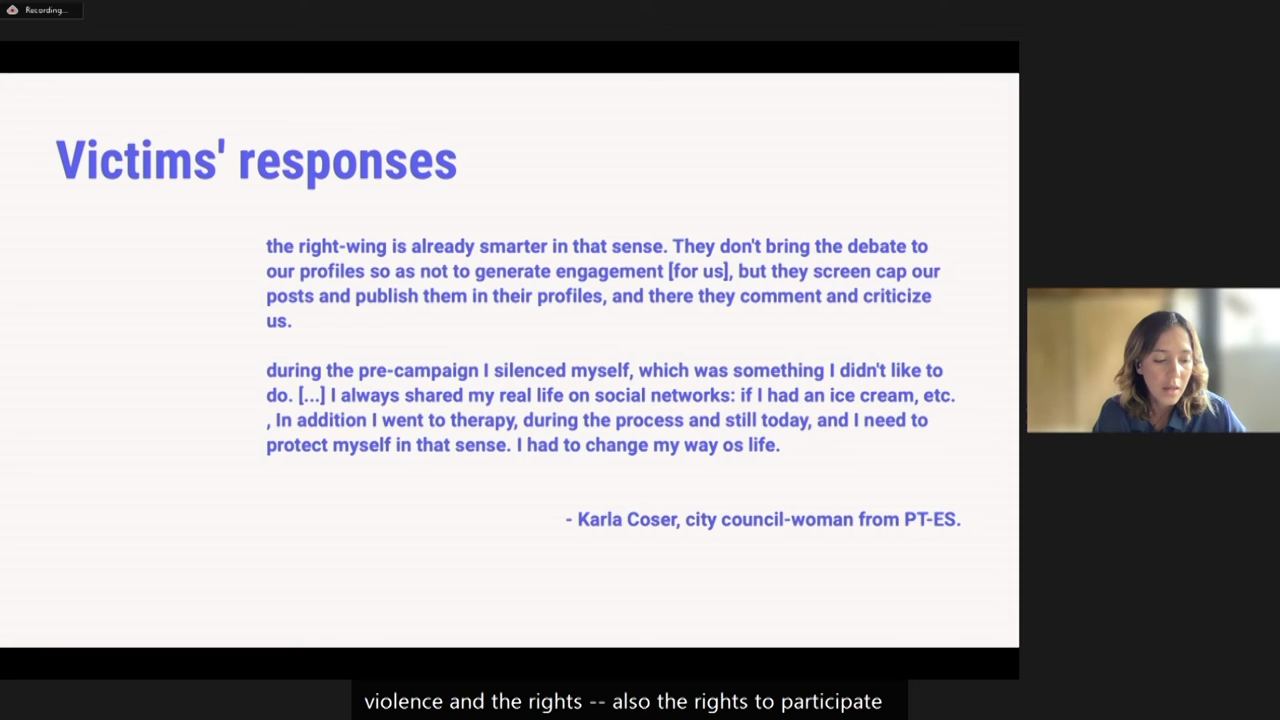 Recording...
Victims' responses
the right-wing is already smarter in that sense. They don't bring the debate to
our profiles so as not to generate engagement [for us], but they screen cap our
posts and publish them in their profiles, and there they comment and criticize
us.
during the pre-campaign I silenced myself, which was something I didn't like to
do. [...] I always shared my real life on social networks: if I had an ice cream, etc.
, In addition I went to therapy, during the process and still today, and I need to
protect myself in that sense. I had to change my way os life.
- Karla Coser, city council-woman from PT-ES.
violence and the rights -- also the rights to participate